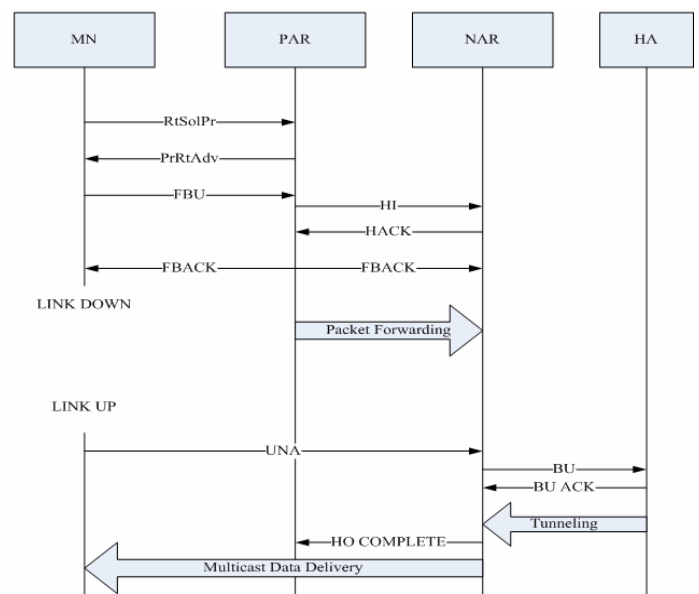 MN
PAR
NAR
HA
RtSolPr
PrRtAdv
FBU
HI
HACK
FBACK
FBACK
LINK DOWN
Packet Forwarding
LINK UP
UNA
BU
BU ACK
Tunneling
HO COMPLETE
Multicast Data Delivery